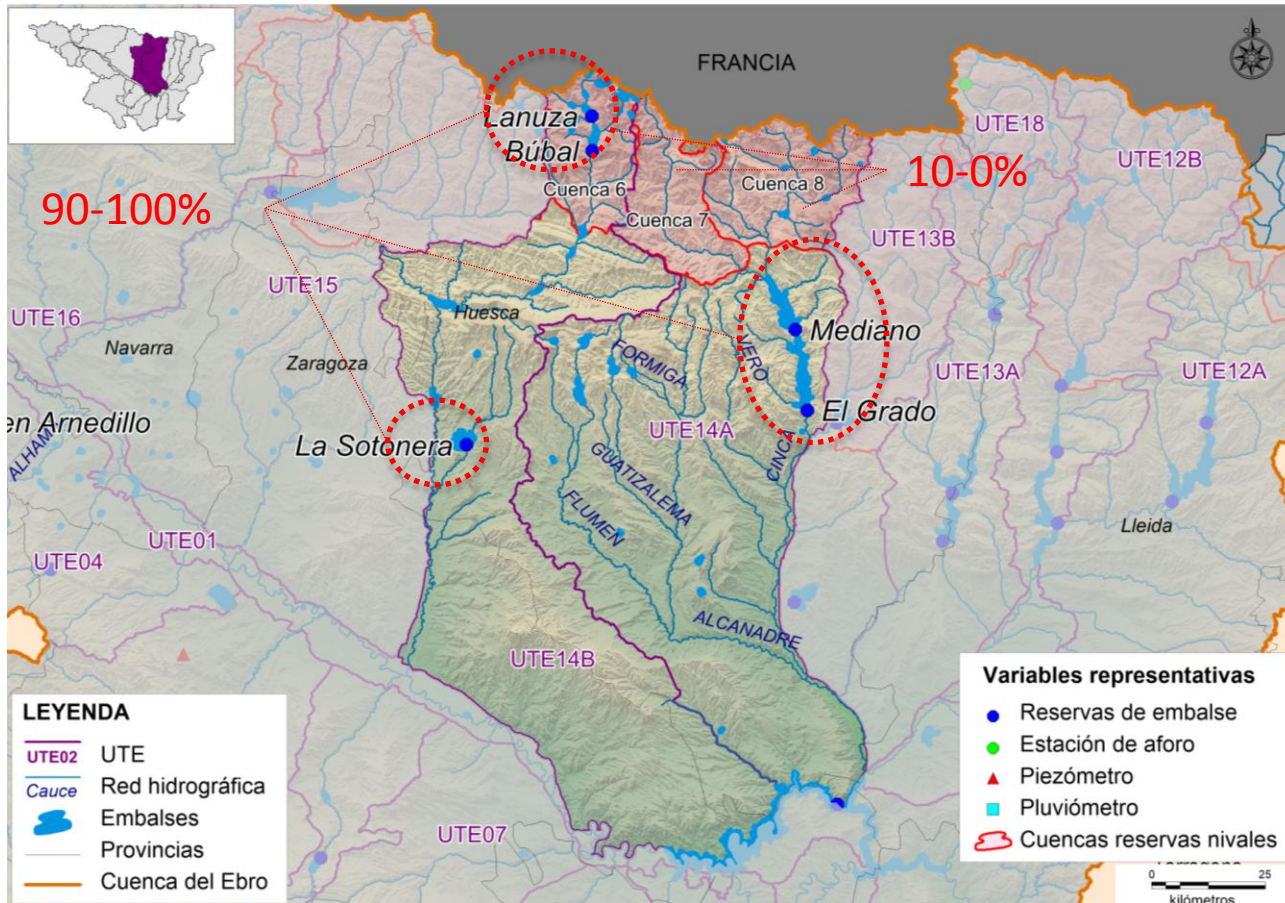 FRANCIA
UTE18
Lanuza
Búbal
UTE12B
10-0%
Cuenca 6
Cuenca 8
90-100%
Cuenca 7
UTE13B
UTE15
Huesca
UTE16
Mediano
Navarra
VERO
FORMIGA
Zaragoza
UTE13A
UTE12A
El Grado
en Arnedillo
UTE14A
La Sotonera
CINCA
ALHAM
GUATIZALEMA
FLUMEN
Lleida
UTE01
UTE04
ALCANADRE
UTE14B
Variables representativas
Reservas de embalse
Estación de aforo
Piezómetro
Pluviómetro
Cuencas reservas nivales
0 25
kilómetros
LEYENDA
UTE02 UTE
Cauce Red hidrográfica
Embalses
Provincias
Cuenca del Ebro
UTE07